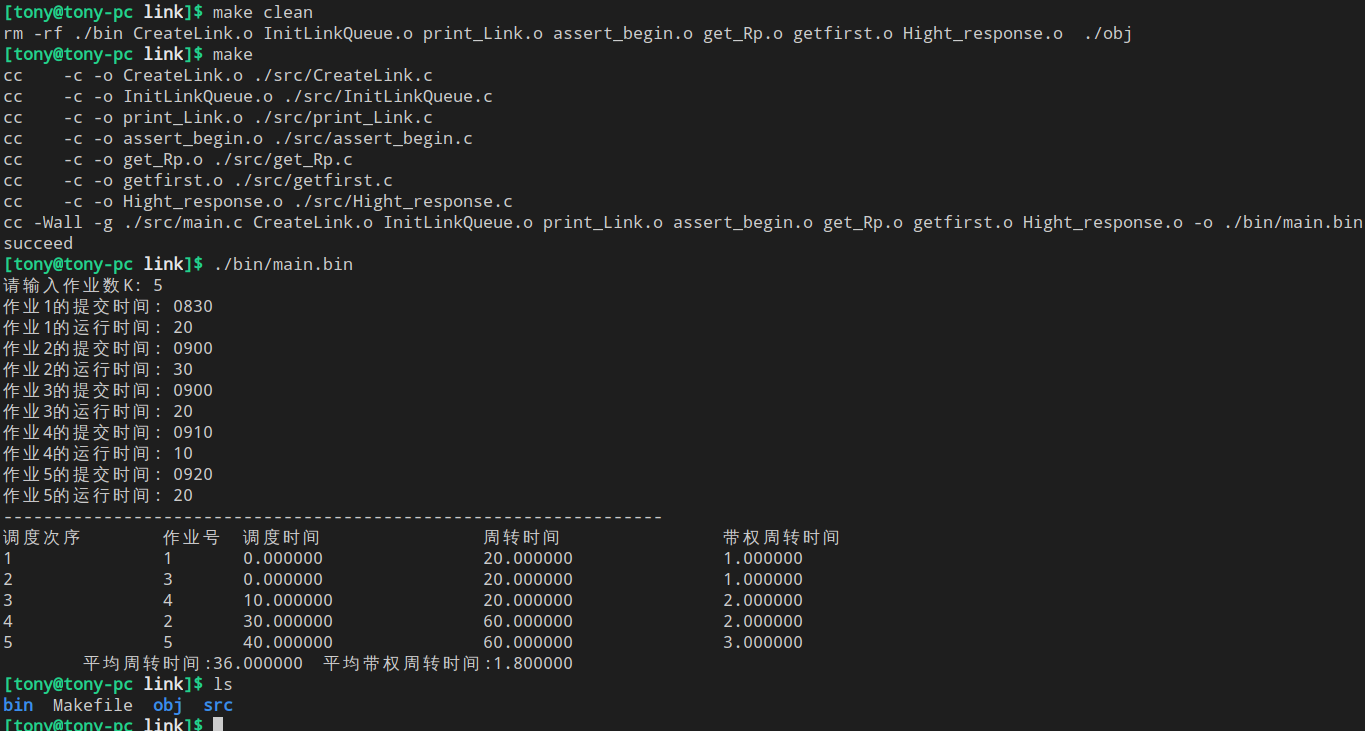 [tony@tony-pc link]$ make clean
rm -rf ./bin CreateLink.o InitLinkQueue.o print_Link.o assert_begin.o get_Rp.o getfirst.o Hight_response.o  ./obj
[tony@tony-pc link]$ make
cc    -c -o CreateLink.o ./src/CreateLink.c
cc    -c -o InitLinkQueue.o ./src/InitLinkQueue.c
cc    -c -o print_Link.o ./src/print_Link.c
cc    -c -o assert_begin.o ./src/assert_begin.c
cc    -c -o get_Rp.o ./src/get_Rp.c
cc    -c -o getfirst.o ./src/getfirst.c
cc    -c -o Hight_response.o ./src/Hight_response.c
cc -Wall -g ./src/main.c CreateLink.o InitLinkQueue.o print_Link.o assert_begin.o get_Rp.o getfirst.o Hight_response.o -o ./bin/main.bin
succeed
[tony@tony-pc link]$ ./bin/main.bin
请输入作业数K: 5
作业1的提交时间: 0830
作业1的运行时间: 20
作业2的提交时间: 0900
作业2的运行时间: 30
作业3的提交时间: 0900
作业3的运行时间: 20
作业4的提交时间: 0910
作业4的运行时间: 10
作业5的提交时间: 0920
作业5的运行时间: 20
------------------------------------------------------------------
调度次序        作业号  调度时间                周转时间                带权周转时间
1               1       0.000000                20.000000               1.000000
2               3       0.000000                20.000000               1.000000
3               4       10.000000               20.000000               2.000000
4               2       30.000000               60.000000               2.000000
5               5       40.000000               60.000000               3.000000
        平均周转时间:36.000000  平均带权周转时间:1.800000
[tony@tony-pc link]$ ls
bin  Makefile  obj  src
[tony@tony-pc link]$